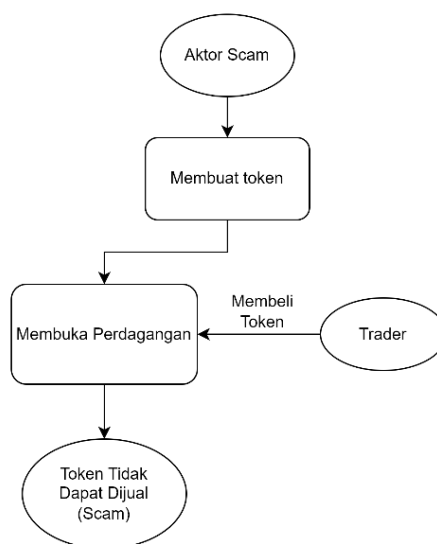 Aktor Scam
Membuat token
Membeli
Token
Membuka Perdagangan
Trader
Token Tidak
Dapat Dijual
(Scam)